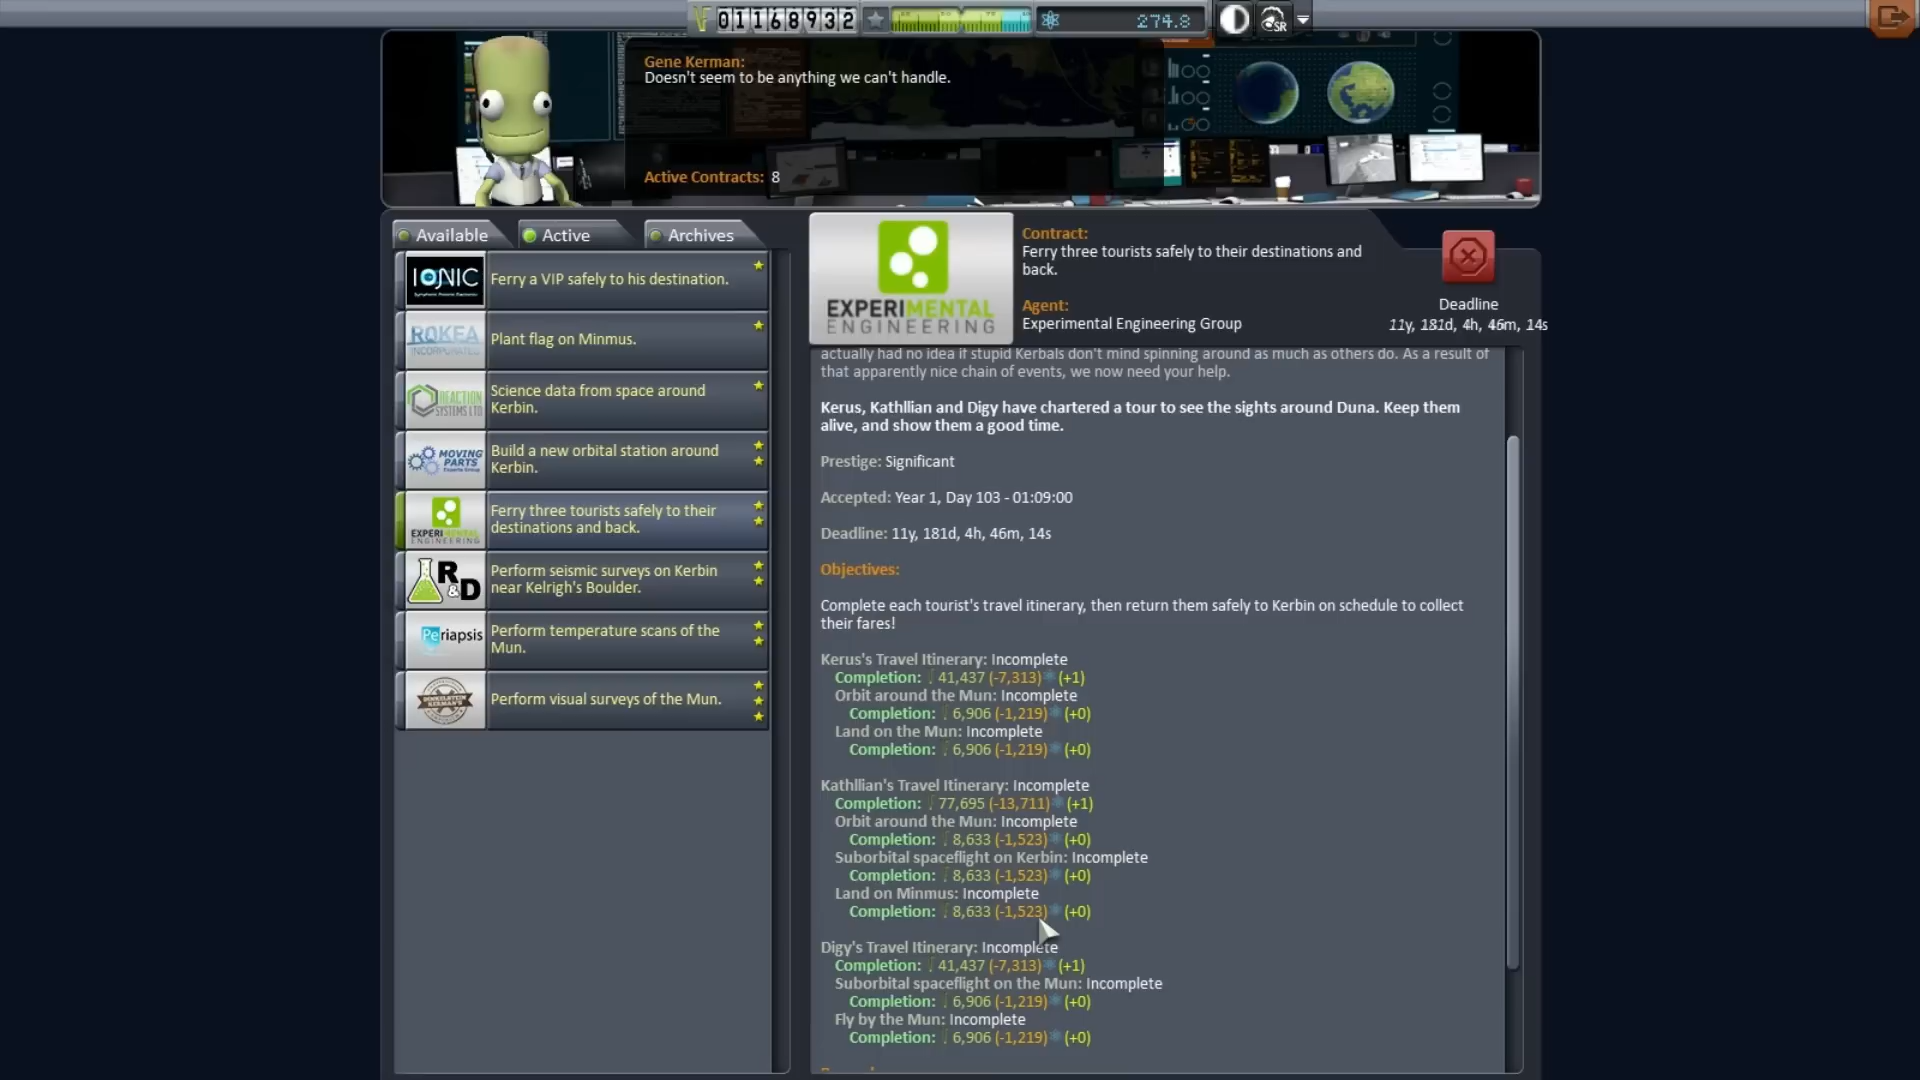 01168932
274.8
SR
Gene Kerman:
Doesn't seem to be anything we can't handle.
Active Contracts: 8
Available
Active
Archives
IONIC
Ferry a VIP safely to his destination.
ROKEA
INCORPORATED
Plant flag on Minmus.
REACTION
SYSTEMS LTD
Science data from space around
Kerbin.
MOVING
PARTS
Experts Group
Build a new orbital station around
Kerbin.
EXPERIMENTAL
ENGINEERING
Ferry three tourists safely to their
destinations and back.
R&D
Perform seismic surveys on Kerbin
near Kelrigh's Boulder.
Periapsis
Perform temperature scans of the
Mun.
Perform visual surveys of the Mun.
EXPERIMENTAL
ENGINEERING
Contract:
Ferry three tourists safely to their destinations and
back.
Agent:
Experimental Engineering Group
Deadline
11y, 181d, 4h, 46m, 14s
actually had no idea if stupid Kerbals don't mind spinning around as much as others do. As a result of
that apparently nice chain of events, we now need your help.
Kerus, Kathllian and Digy have chartered a tour to see the sights around Duna. Keep them
alive, and show them a good time.
Prestige: Significant
Accepted: Year 1, Day 103 - 01:09:00
Deadline: 11y, 181d, 4h, 46m, 14s
Objectives:
Complete each tourist's travel itinerary, then return them safely to Kerbin on schedule to collect
their fares!
Kerus's Travel Itinerary: Incomplete
Completion: 41,437 (-7,313) (+1)
Orbit around the Mun: Incomplete
Completion: 6,906 (-1,219) (+0)
Land on the Mun: Incomplete
Completion: 6,906 (-1,219) (+0)
Kathllian's Travel Itinerary: Incomplete
Completion: 77,695 (-13,711) (+1)
Orbit around the Mun: Incomplete
Completion: 8,633 (-1,523) (+0)
Suborbital spaceflight on Kerbin: Incomplete
Completion: 8,633 (-1,523) (+0)
Land on Minmus: Incomplete
Completion: 8,633 (-1,523) (+0)
Digy's Travel Itinerary: Incomplete
Completion: 41,437 (-7,313) (+1)
Suborbital spaceflight on the Mun: Incomplete
Completion: 6,906 (-1,219) (+0)
Fly by the Mun: Incomplete
Completion: 6,906 (-1,219) (+0)